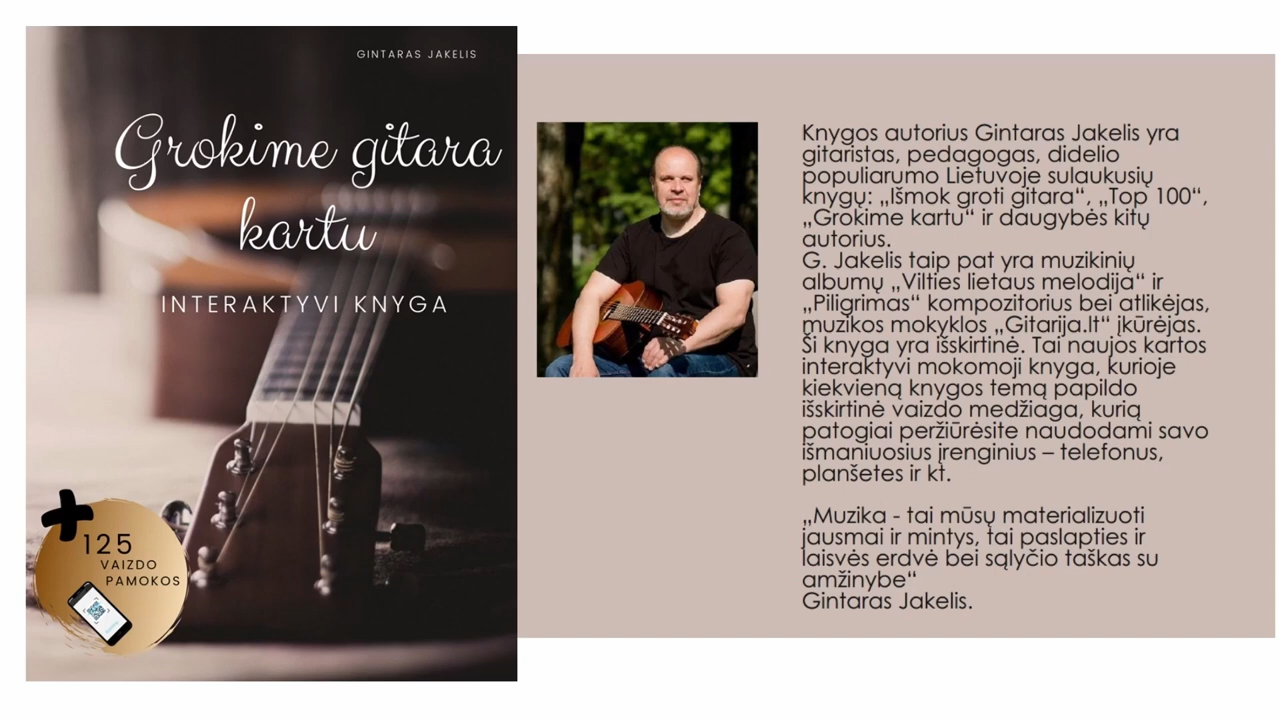 GINTARAS JAKELIS
Grokime gitara
kartu
INTERAKTYVI KNYGA
125
VAIZDO
PAMOKOS
Knygos autorius Gintaras Jakelis yra
gitaristas, pedagogas, didelio
populiarumo Lietuvoje sulaukusių
knygų: „Išmok groti gitara“, „Top 100“,
„Grokime kartu“ ir daugybės kitų
autorius.
G. Jakelis taip pat yra muzikinių
albumų „Vilties lietaus melodija“ ir
„Piligrimas“ kompozitorius bei atlikėjas,
muzikos mokyklos „Gitarija.lt“ įkūrėjas.
Ši knyga yra išskirtinė. Tai naujos kartos
interaktyvi mokomoji knyga, kurioje
kiekvieną knygos temą papildo
išskirtinė vaizdo medžiaga, kurią
patogiai peržiūrėsite naudodami savo
išmaniuosius įrenginius – telefonus,
planšetes ir kt.
„Muzika - tai mūsų materializuoti
jausmai ir mintys, tai paslapties ir
laisvės erdvė bei sąlyčio taškas su
amžinybe“
Gintaras Jakelis.